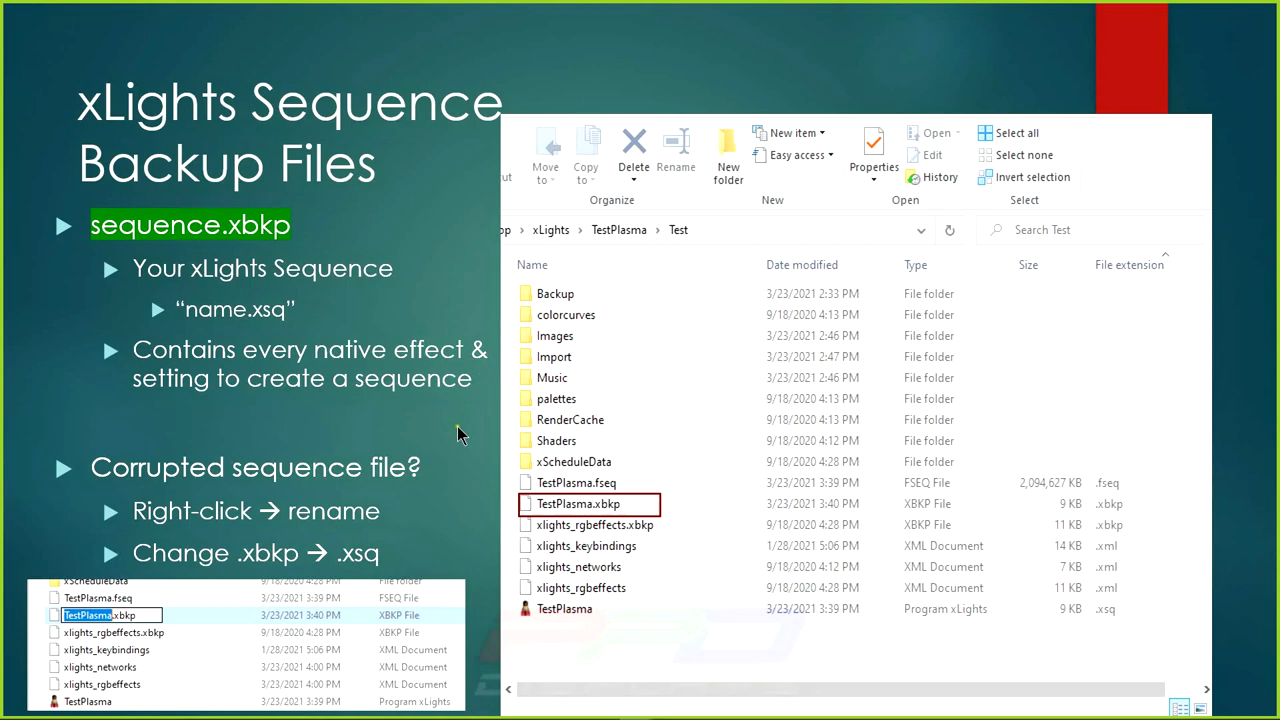 xLights Sequence
Backup Files
sequence.xbkp
Your xLights Sequence
“name.xsq”
Contains every native effect &
setting to create a sequence
Corrupted sequence file?
Right-click → rename
Change .xbkp → .xsq
xScheduleData 9/18/2020 4:28 PM File folder
TestPlasma.fseq 3/23/2021 3:39 PM FSEQ File
TestPlasma.xbkp 3/23/2021 3:40 PM XBKP File
xlights_rgbeffects.xbkp 9/18/2020 4:28 PM XBKP File
xlights_keybindings 1/28/2021 5:06 PM XML Document
xlights_networks 3/23/2021 4:00 PM XML Document
xlights_rgbeffects 3/23/2021 4:00 PM XML Document
TestPlasma 3/23/2021 3:39 PM Program xLights
Move to Copy to Delete Rename New folder
New item
Easy access
Properties
Open
Edit
History
Select all
Select none
Invert selection
Organize New Open Select
xLights › TestPlasma › Test Search Test
Name Date modified Type Size File extension
Backup 3/23/2021 2:33 PM File folder
colorcurves 9/18/2020 4:13 PM File folder
Images 3/23/2021 2:46 PM File folder
Import 3/23/2021 2:47 PM File folder
Music 3/23/2021 2:46 PM File folder
palettes 9/18/2020 4:13 PM File folder
RenderCache 9/18/2020 4:13 PM File folder
Shaders 9/18/2020 4:12 PM File folder
xScheduleData 9/18/2020 4:28 PM File folder
TestPlasma.fseq 3/23/2021 3:39 PM FSEQ File 2,094,627 KB .fseq
TestPlasma.xbkp 3/23/2021 3:40 PM XBKP File 9 KB .xbkp
xlights_rgbeffects.xbkp 9/18/2020 4:28 PM XBKP File 11 KB .xbkp
xlights_keybindings 1/28/2021 5:06 PM XML Document 14 KB .xml
xlights_networks 9/18/2020 4:12 PM XML Document 7 KB .xml
xlights_rgbeffects 9/18/2020 4:28 PM XML Document 11 KB .xml
TestPlasma 3/23/2021 3:39 PM Program xLights 9 KB .xsq